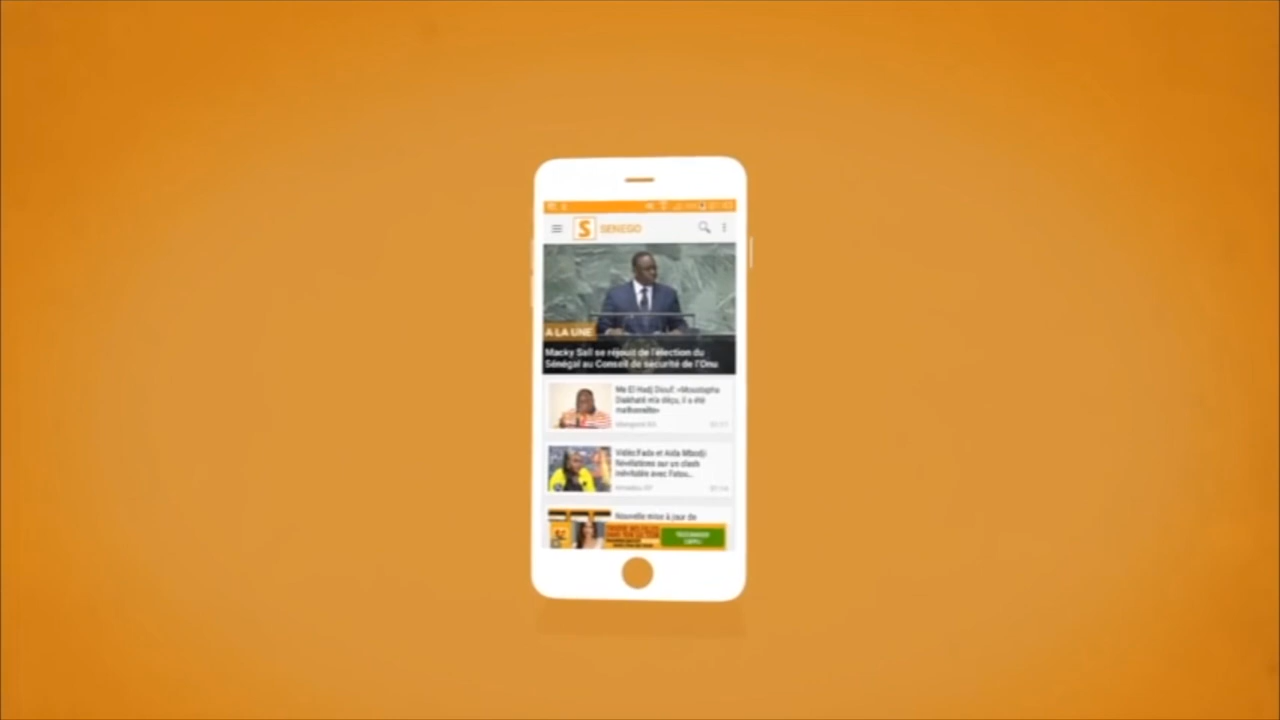 S SENEGO
A LA UNE
Macky Sall se réjouit de l'élection du
Sénégal au Conseil de sécurité de l'Onu
Me El Hadj Diouf: «Moustapha
Diakhaté m'a déçu, il a été
malhonnête»
Vidéo:Fada et Aida Mbodji
Révélations sur un clash
inévitable avec Fatou...
Nouvelle mise à jour de